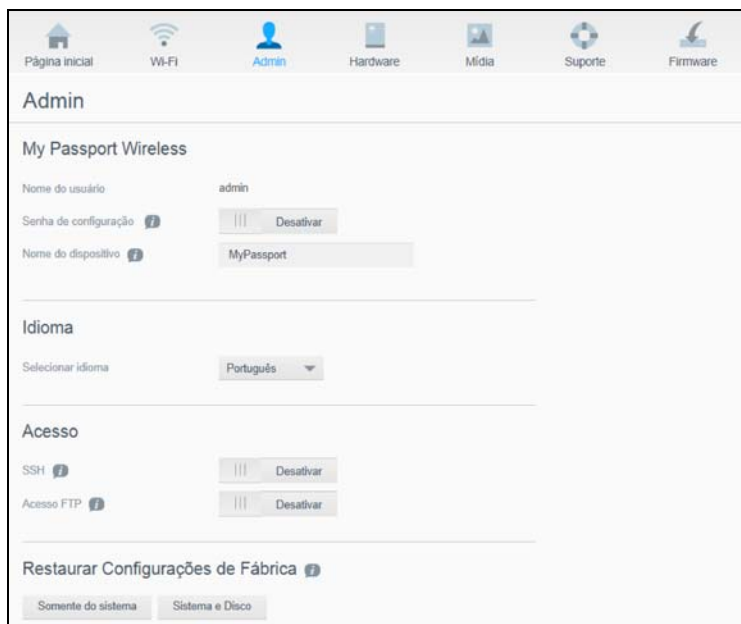 Página inicial Wi-Fi Admin Hardware Mídia Suporte Firmware
Admin
My Passport Wireless
Nome do usuário admin
Senha de configuração i Desativar
Nome do dispositivo i MyPassport
Idioma
Selecionar idioma Português
Acesso
SSH i Desativar
Acesso FTP i Desativar
Restaurar Configurações de Fábrica i
Somente do sistema Sistema e Disco